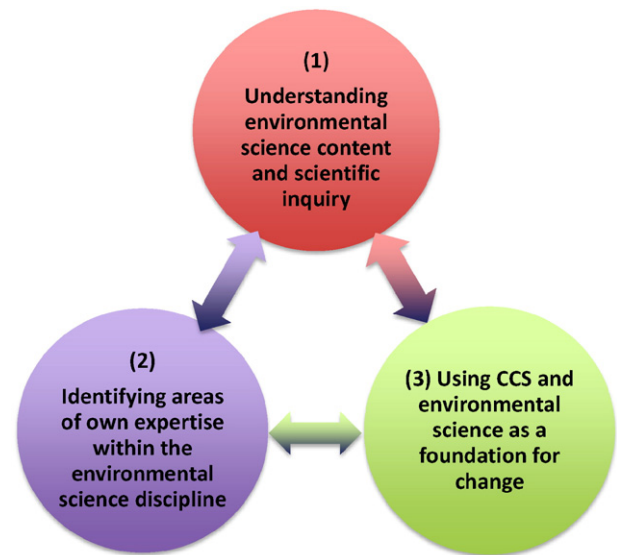 (1)
Understanding
environmental
science content
and scientific
inquiry
(2)
Identifying areas
of own expertise
within the
environmental
science discipline
(3) Using CCS and
environmental
science as a
foundation for
change